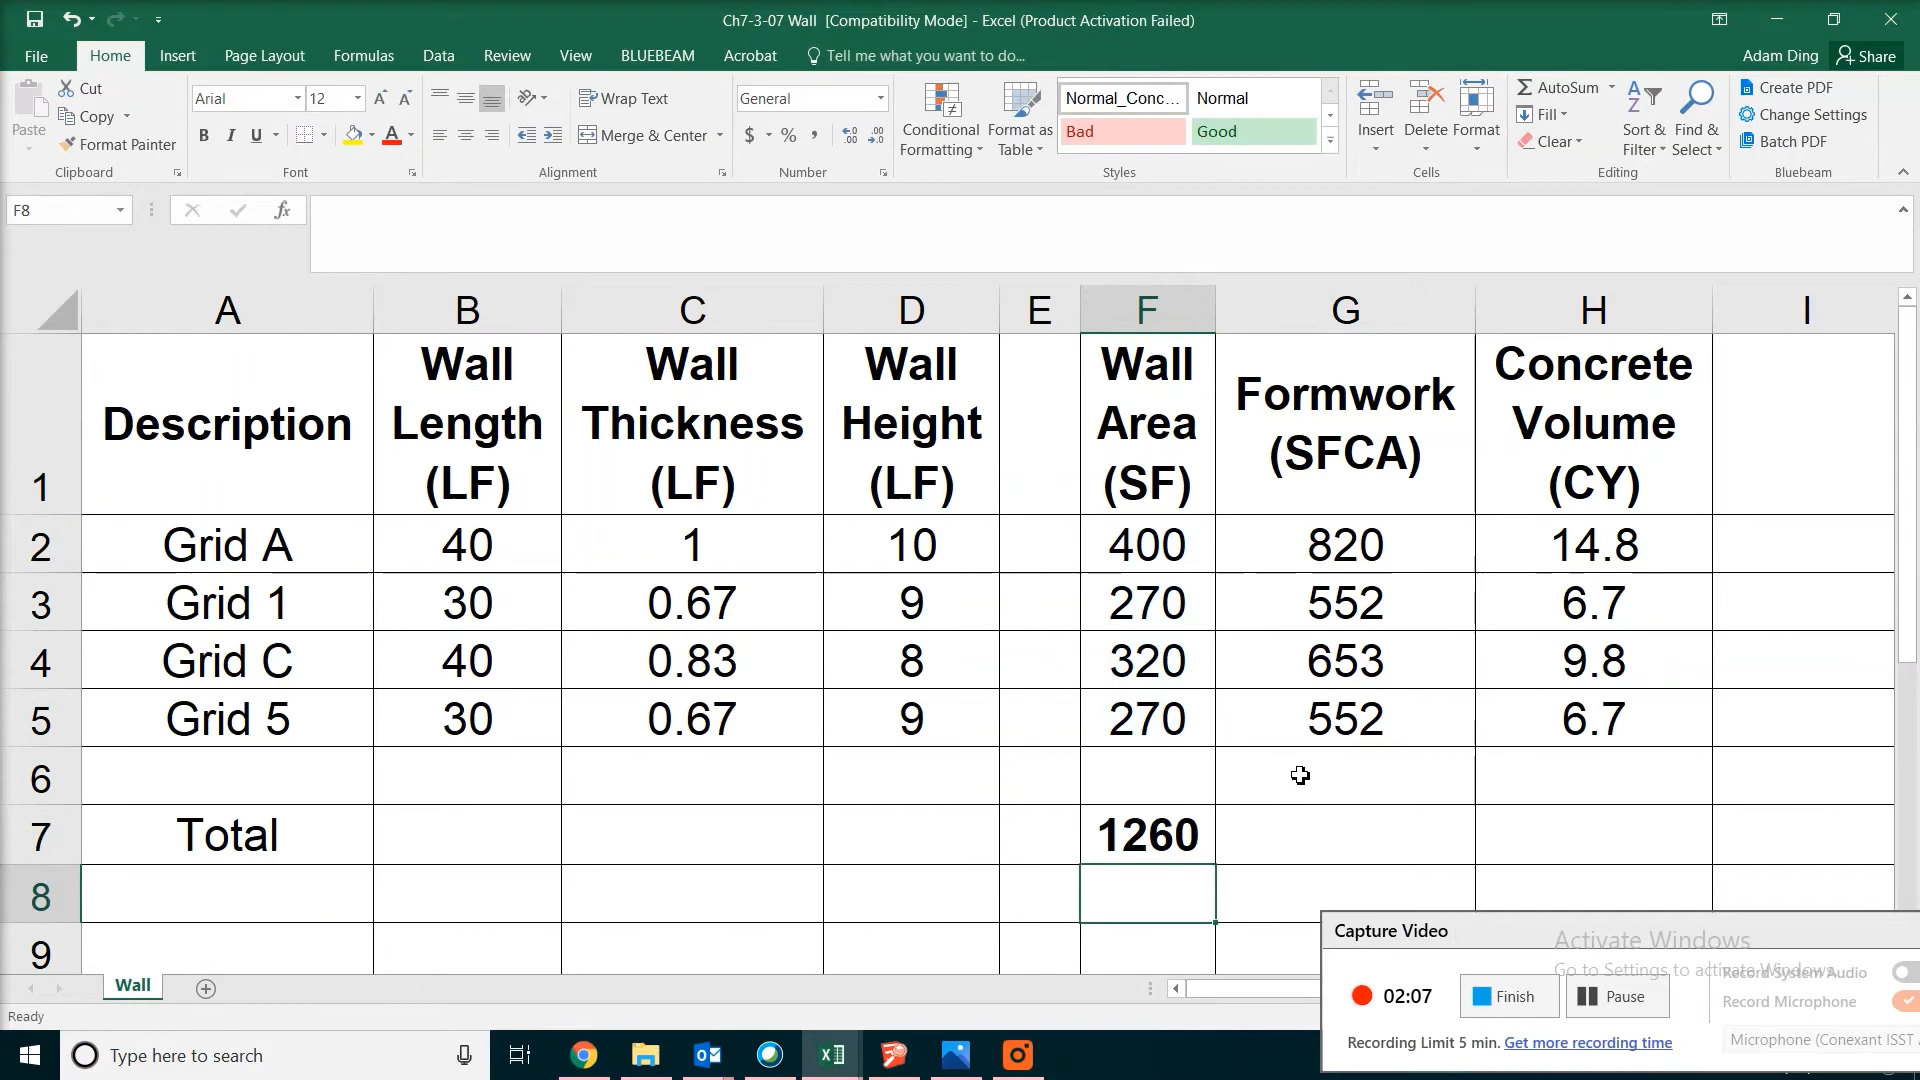 Ch7-3-07 Wall  [Compatibility Mode] - Excel (Product Activation Failed)
File Home Insert Page Layout Formulas Data Review View BLUEBEAM Acrobat Tell me what you want to do... Adam Ding Share
Paste
Cut
Copy
Format Painter
Clipboard
Arial 12
B I U A
Font
Wrap Text
Merge & Center
Alignment
General
$ % , .00 .0
Number
Conditional Formatting
Format as Table
Normal_Conc... Normal
Bad Good
Styles
Insert Delete Format
Cells
AutoSum
Fill
Clear
Sort & Filter
Find & Select
Editing
Create PDF
Change Settings
Batch PDF
Bluebeam
F8 fx
A B C D E F G H I
1 Description Wall Length (LF) Wall Thickness (LF) Wall Height (LF) Wall Area (SF) Formwork (SFCA) Concrete Volume (CY)
2 Grid A 40 1 10 400 820 14.8
3 Grid 1 30 0.67 9 270 552 6.7
4 Grid C 40 0.83 8 320 653 9.8
5 Grid 5 30 0.67 9 270 552 6.7
6
7 Total 1260
8
9
Wall
Ready
Capture Video
Activate Windows
Go to Settings to activate Windows.
Record System Audio
02:07 Finish Pause
Record Microphone
Recording Limit 5 min. Get more recording time
Microphone (Conexant ISST
Type here to search